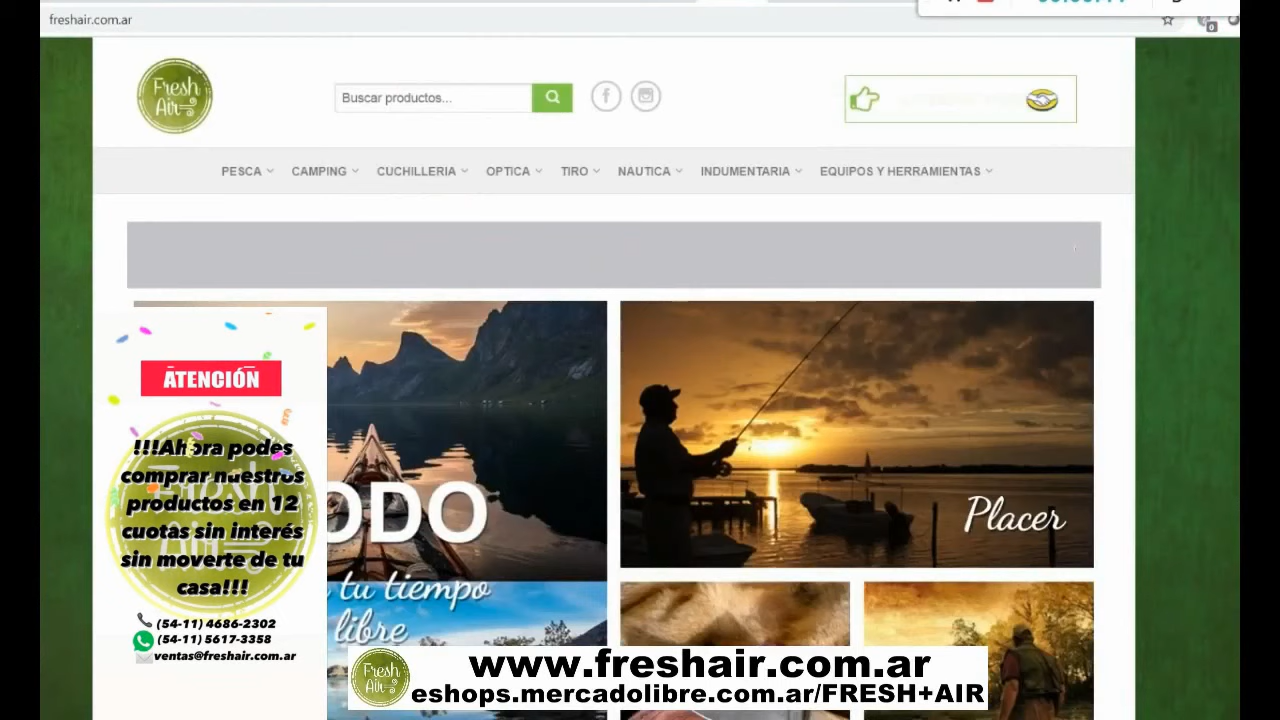 freshair.com.ar
Fresh
Air
Buscar productos...
PESCA CAMPING CUCHILLERIA OPTICA TIRO NAUTICA INDUMENTARIA EQUIPOS Y HERRAMIENTAS
ODO
tu tiempo
libre
Placer
ATENCIÓN
!!!Ahora podes
comprar nuestros
productos en 12
cuotas sin interés
sin moverte de tu
casa!!!
(54-11) 4686-2302
(54-11) 5617-3358
ventas@freshair.com.ar
Fresh
Air
www.freshair.com.ar
eshops.mercadolibre.com.ar/FRESH+AIR